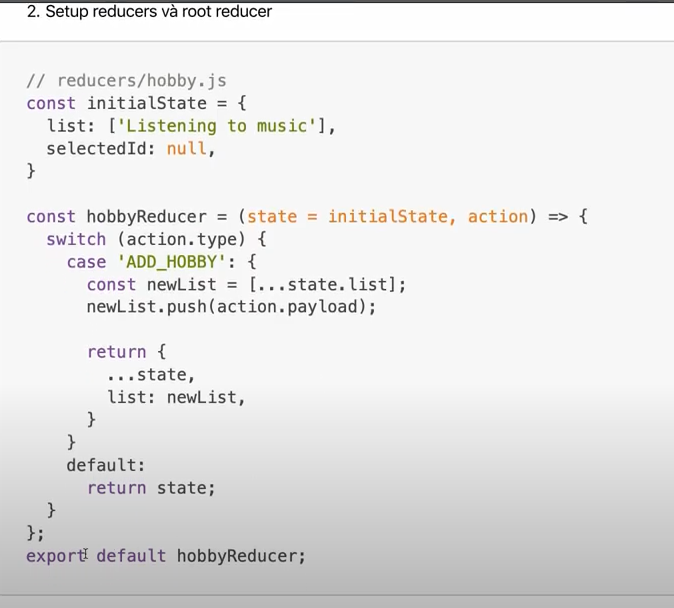 2. Setup reducers và root reducer
// reducers/hobby.js
const initialState = {
  list: ['Listening to music'],
  selectedId: null,
}
const hobbyReducer = (state = initialState, action) => {
  switch (action.type) {
    case 'ADD_HOBBY': {
      const newList = [...state.list];
      newList.push(action.payload);
      return {
        ...state,
        list: newList,
      }
    }
    default:
      return state;
  }
};
export default hobbyReducer;